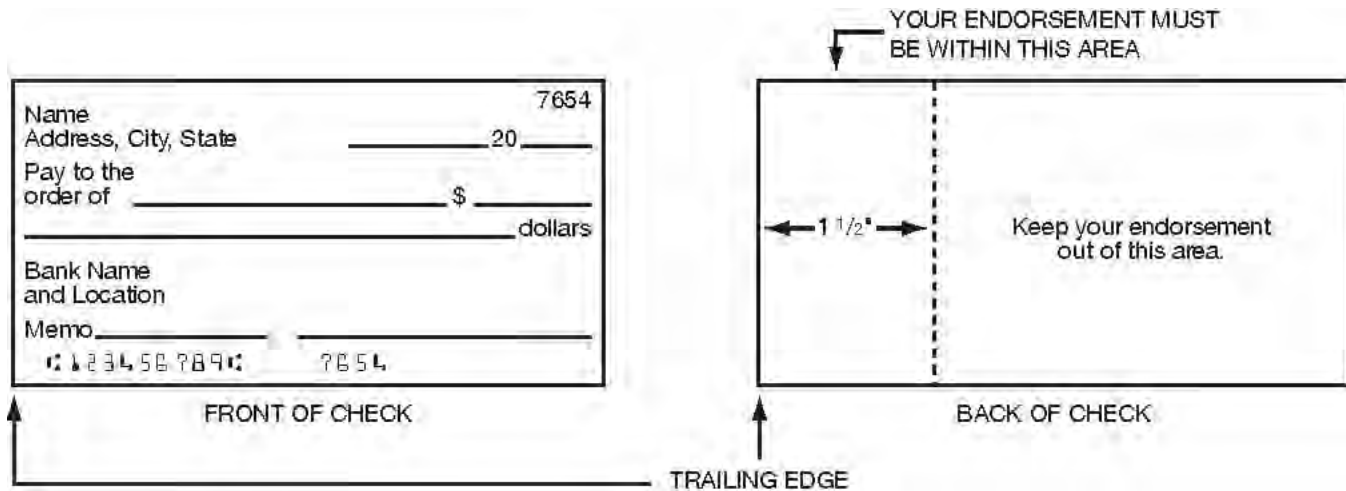 YOUR ENDORSEMENT MUST
BE WITHIN THIS AREA
7654
Name
Address, City, State 20
Pay to the
order of $
dollars
Bank Name
and Location
Memo
⑆123456789⑆ 7654
FRONT OF CHECK
1 1/2"
Keep your endorsement
out of this area.
BACK OF CHECK
TRAILING EDGE